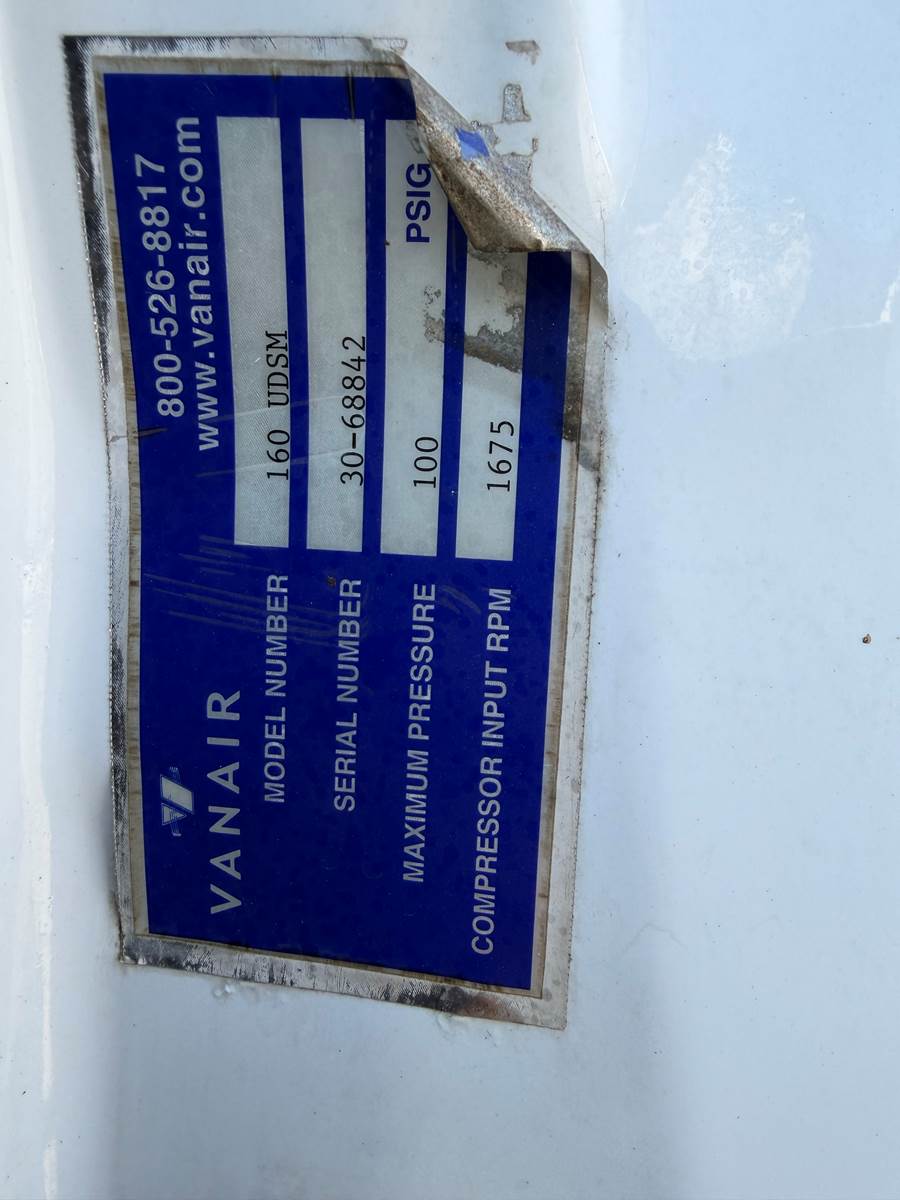 800-526-8817
VANAIR www.vanair.com
MODEL NUMBER 160 UDSM
SERIAL NUMBER 30-68842
MAXIMUM PRESSURE 100 PSIG
COMPRESSOR INPUT RPM 1675